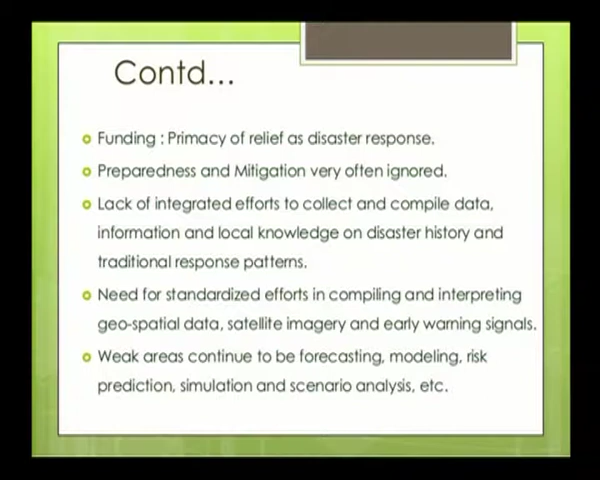 Contd...
Funding : Primacy of relief as disaster response.
Preparedness and Mitigation very often ignored.
Lack of integrated efforts to collect and compile data,
information and local knowledge on disaster history and
traditional response patterns.
Need for standardized efforts in compiling and interpreting
geo-spatial data, satellite imagery and early warning signals.
Weak areas continue to be forecasting, modeling, risk
prediction, simulation and scenario analysis, etc.